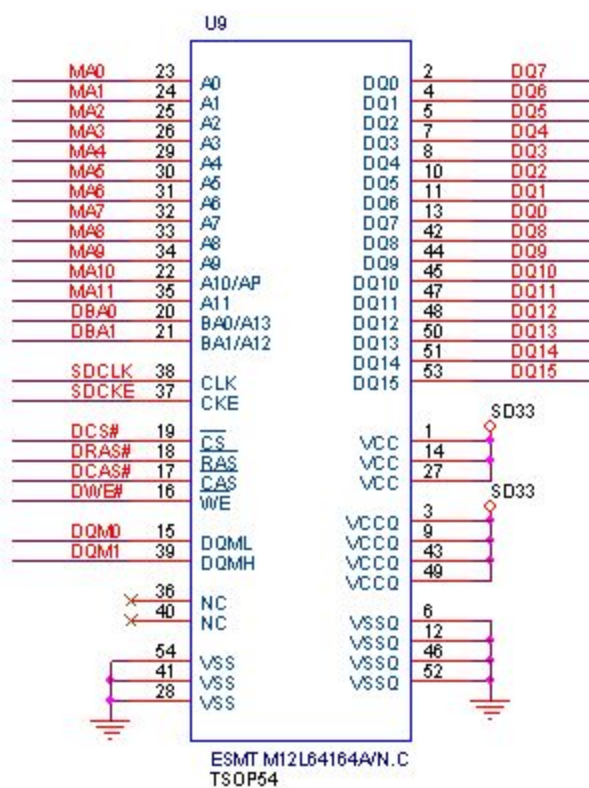 U9
MA0 23 A0 DQ0 2 DQ7
MA1 24 A1 DQ1 4 DQ6
MA2 25 A2 DQ2 5 DQ5
MA3 26 A3 DQ3 7 DQ4
MA4 29 A4 DQ4 8 DQ3
MA5 30 A5 DQ5 10 DQ2
MA6 31 A6 DQ6 11 DQ1
MA7 32 A7 DQ7 13 DQ0
MA8 33 A8 DQ8 42 DQ8
MA9 34 A9 DQ9 44 DQ9
MA10 22 A10/AP DQ10 45 DQ10
MA11 35 A11 DQ11 47 DQ11
DBA0 20 BA0/A13 DQ12 48 DQ12
DBA1 21 BA1/A12 DQ13 50 DQ13
DQ14 51 DQ14
SDCLK 38 CLK DQ15 53 DQ15
SDCKE 37 CKE
SD33
DCS# 19 CS VCC 1
DRAS# 18 RAS VCC 14
DCAS# 17 CAS VCC 27
DWE# 16 WE
SD33
VCCQ 3
DQM0 15 DQML VCCQ 9
DQM1 39 DQMH VCCQ 43
VCCQ 49
36 NC
40 NC VSSQ 6
VSSQ 12
54 VSS VSSQ 46
41 VSS VSSQ 52
28 VSS
ESMT M12L64164A/N.C
TSOP54